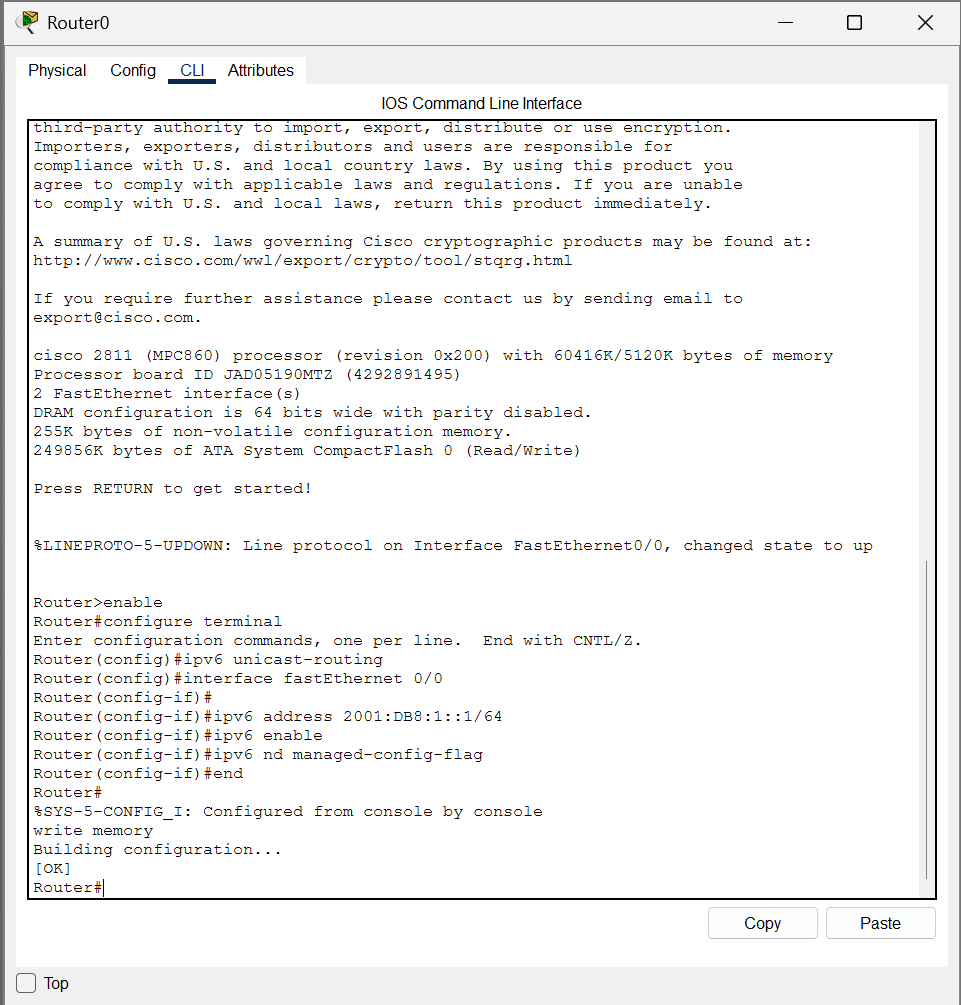 Router0
Physical Config CLI Attributes
IOS Command Line Interface
third-party authority to import, export, distribute or use encryption.
Importers, exporters, distributors and users are responsible for
compliance with U.S. and local country laws. By using this product you
agree to comply with applicable laws and regulations. If you are unable
to comply with U.S. and local laws, return this product immediately.
A summary of U.S. laws governing Cisco cryptographic products may be found at:
http://www.cisco.com/wwl/export/crypto/tool/stqrg.html
If you require further assistance please contact us by sending email to
export@cisco.com.
cisco 2811 (MPC860) processor (revision 0x200) with 60416K/5120K bytes of memory
Processor board ID JAD05190MTZ (4292891495)
2 FastEthernet interface(s)
DRAM configuration is 64 bits wide with parity disabled.
255K bytes of non-volatile configuration memory.
249856K bytes of ATA System CompactFlash 0 (Read/Write)
Press RETURN to get started!
%LINEPROTO-5-UPDOWN: Line protocol on Interface FastEthernet0/0, changed state to up
Router>enable
Router#configure terminal
Enter configuration commands, one per line.  End with CNTL/Z.
Router(config)#ipv6 unicast-routing
Router(config)#interface fastEthernet 0/0
Router(config-if)#
Router(config-if)#ipv6 address 2001:DB8:1::1/64
Router(config-if)#ipv6 enable
Router(config-if)#ipv6 nd managed-config-flag
Router(config-if)#end
Router#
%SYS-5-CONFIG_I: Configured from console by console
write memory
Building configuration...
[OK]
Router#
Copy Paste
Top